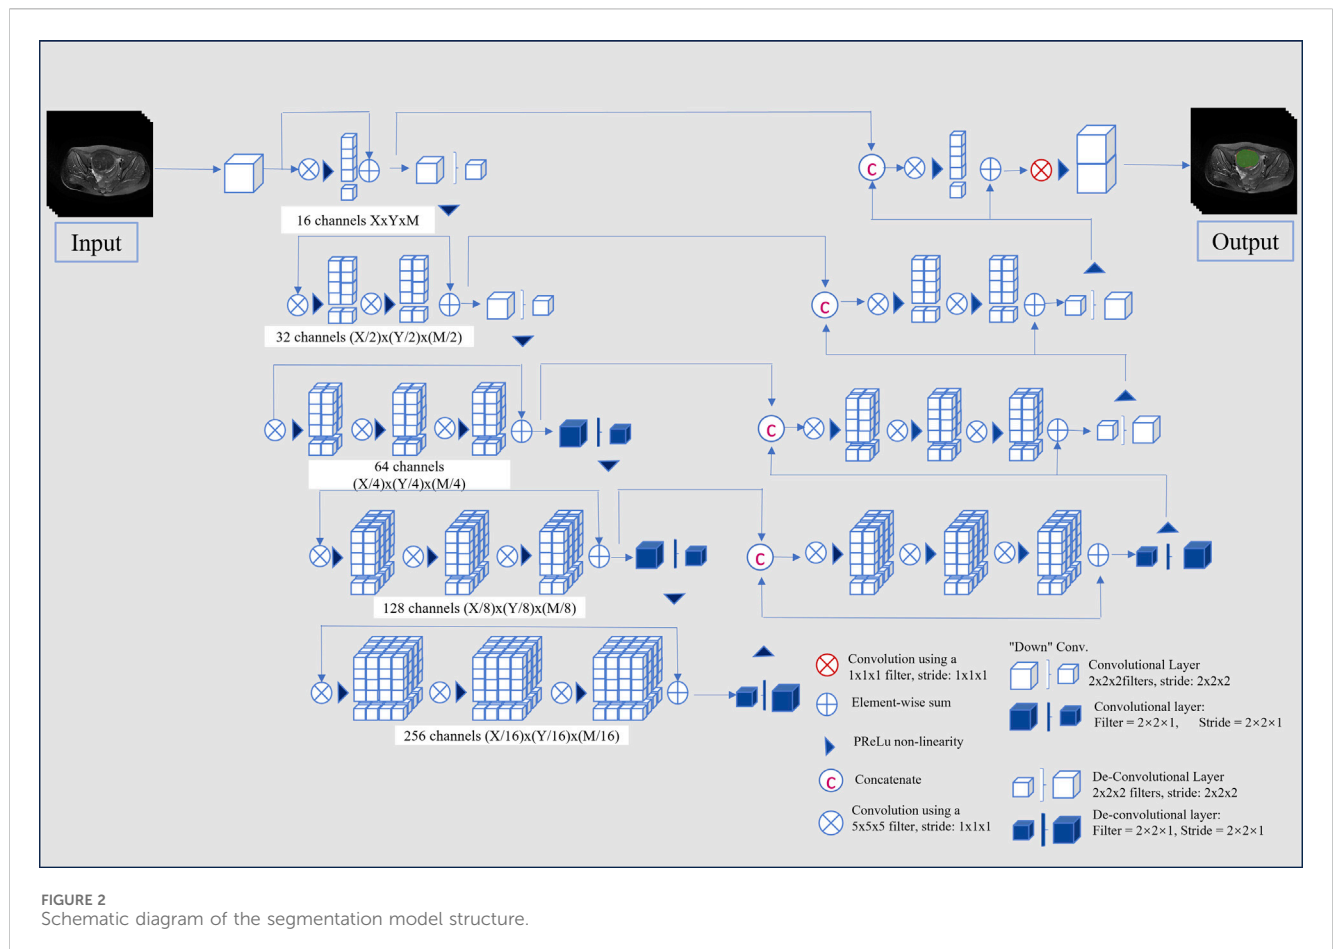 Input
16 channels XxYxM
C
Output
32 channels (X/2)x(Y/2)x(M/2)
C
64 channels
(X/4)x(Y/4)x(M/4)
C
128 channels (X/8)x(Y/8)x(M/8)
C
256 channels (X/16)x(Y/16)x(M/16)
Convolution using a
1x1x1 filter, stride: 1x1x1
Element-wise sum
PReLu non-linearity
C
Concatenate
Convolution using a
5x5x5 filter, stride: 1x1x1
"Down" Conv.
Convolutional Layer
2x2x2filters, stride: 2x2x2
Convolutional layer:
Filter = 2×2×1, Stride = 2×2×1
De-Convolutional Layer
2x2x2 filters, stride: 2x2x2
De-convolutional layer:
Filter = 2×2×1, Stride = 2×2×1
FIGURE 2
Schematic diagram of the segmentation model structure.